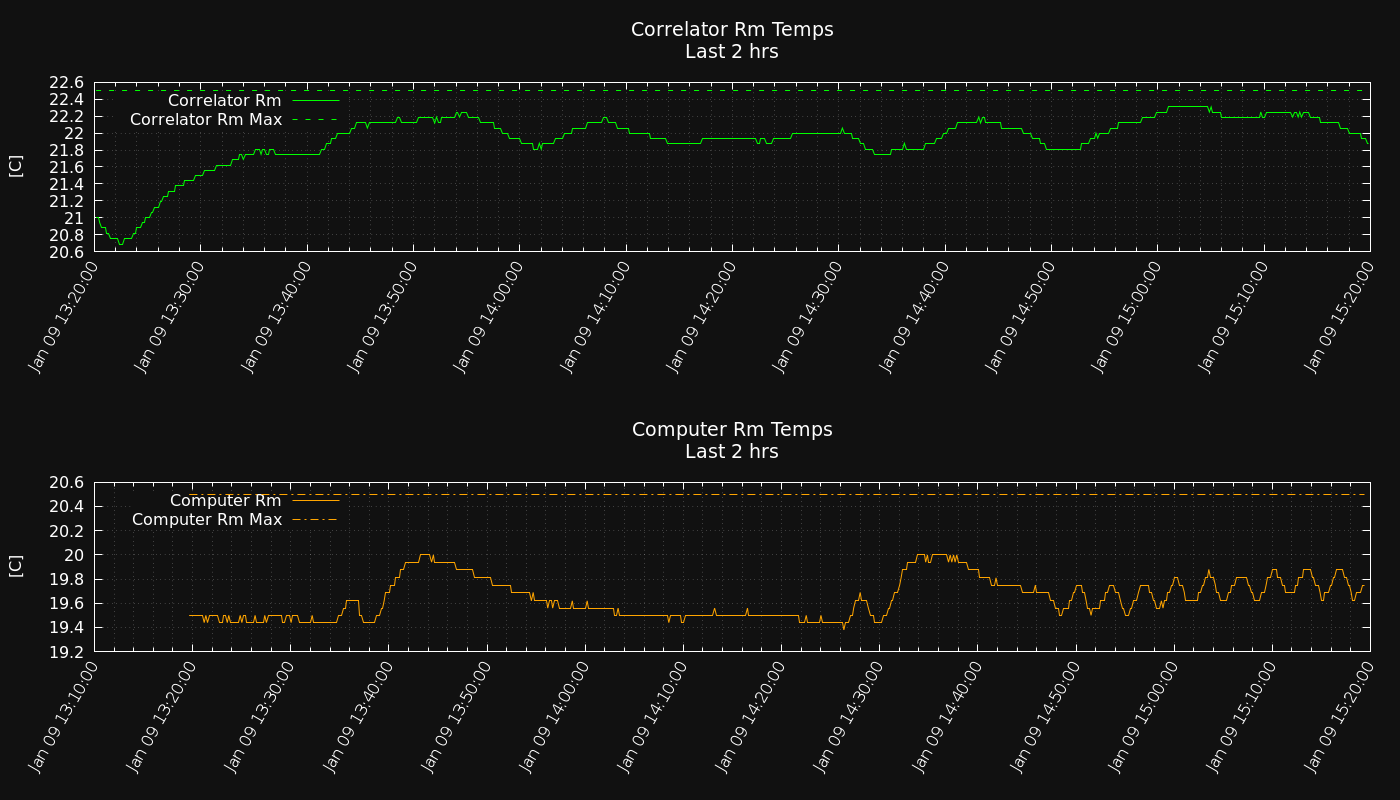 Correlator Rm Temps
Last 2 hrs
22.6
22.4
22.2
22
21.8
21.6
21.4
21.2
21
20.8
20.6
[C]
Correlator Rm
Correlator Rm Max
Jan 09 13:20:00
Jan 09 13:30:00
Jan 09 13:40:00
Jan 09 13:50:00
Jan 09 14:00:00
Jan 09 14:10:00
Jan 09 14:20:00
Jan 09 14:30:00
Jan 09 14:40:00
Jan 09 14:50:00
Jan 09 15:00:00
Jan 09 15:10:00
Jan 09 15:20:00
Computer Rm Temps
Last 2 hrs
20.6
20.4
20.2
20
19.8
19.6
19.4
19.2
[C]
Computer Rm
Computer Rm Max
Jan 09 13:10:00
Jan 09 13:20:00
Jan 09 13:30:00
Jan 09 13:40:00
Jan 09 13:50:00
Jan 09 14:00:00
Jan 09 14:10:00
Jan 09 14:20:00
Jan 09 14:30:00
Jan 09 14:40:00
Jan 09 14:50:00
Jan 09 15:00:00
Jan 09 15:10:00
Jan 09 15:20:00